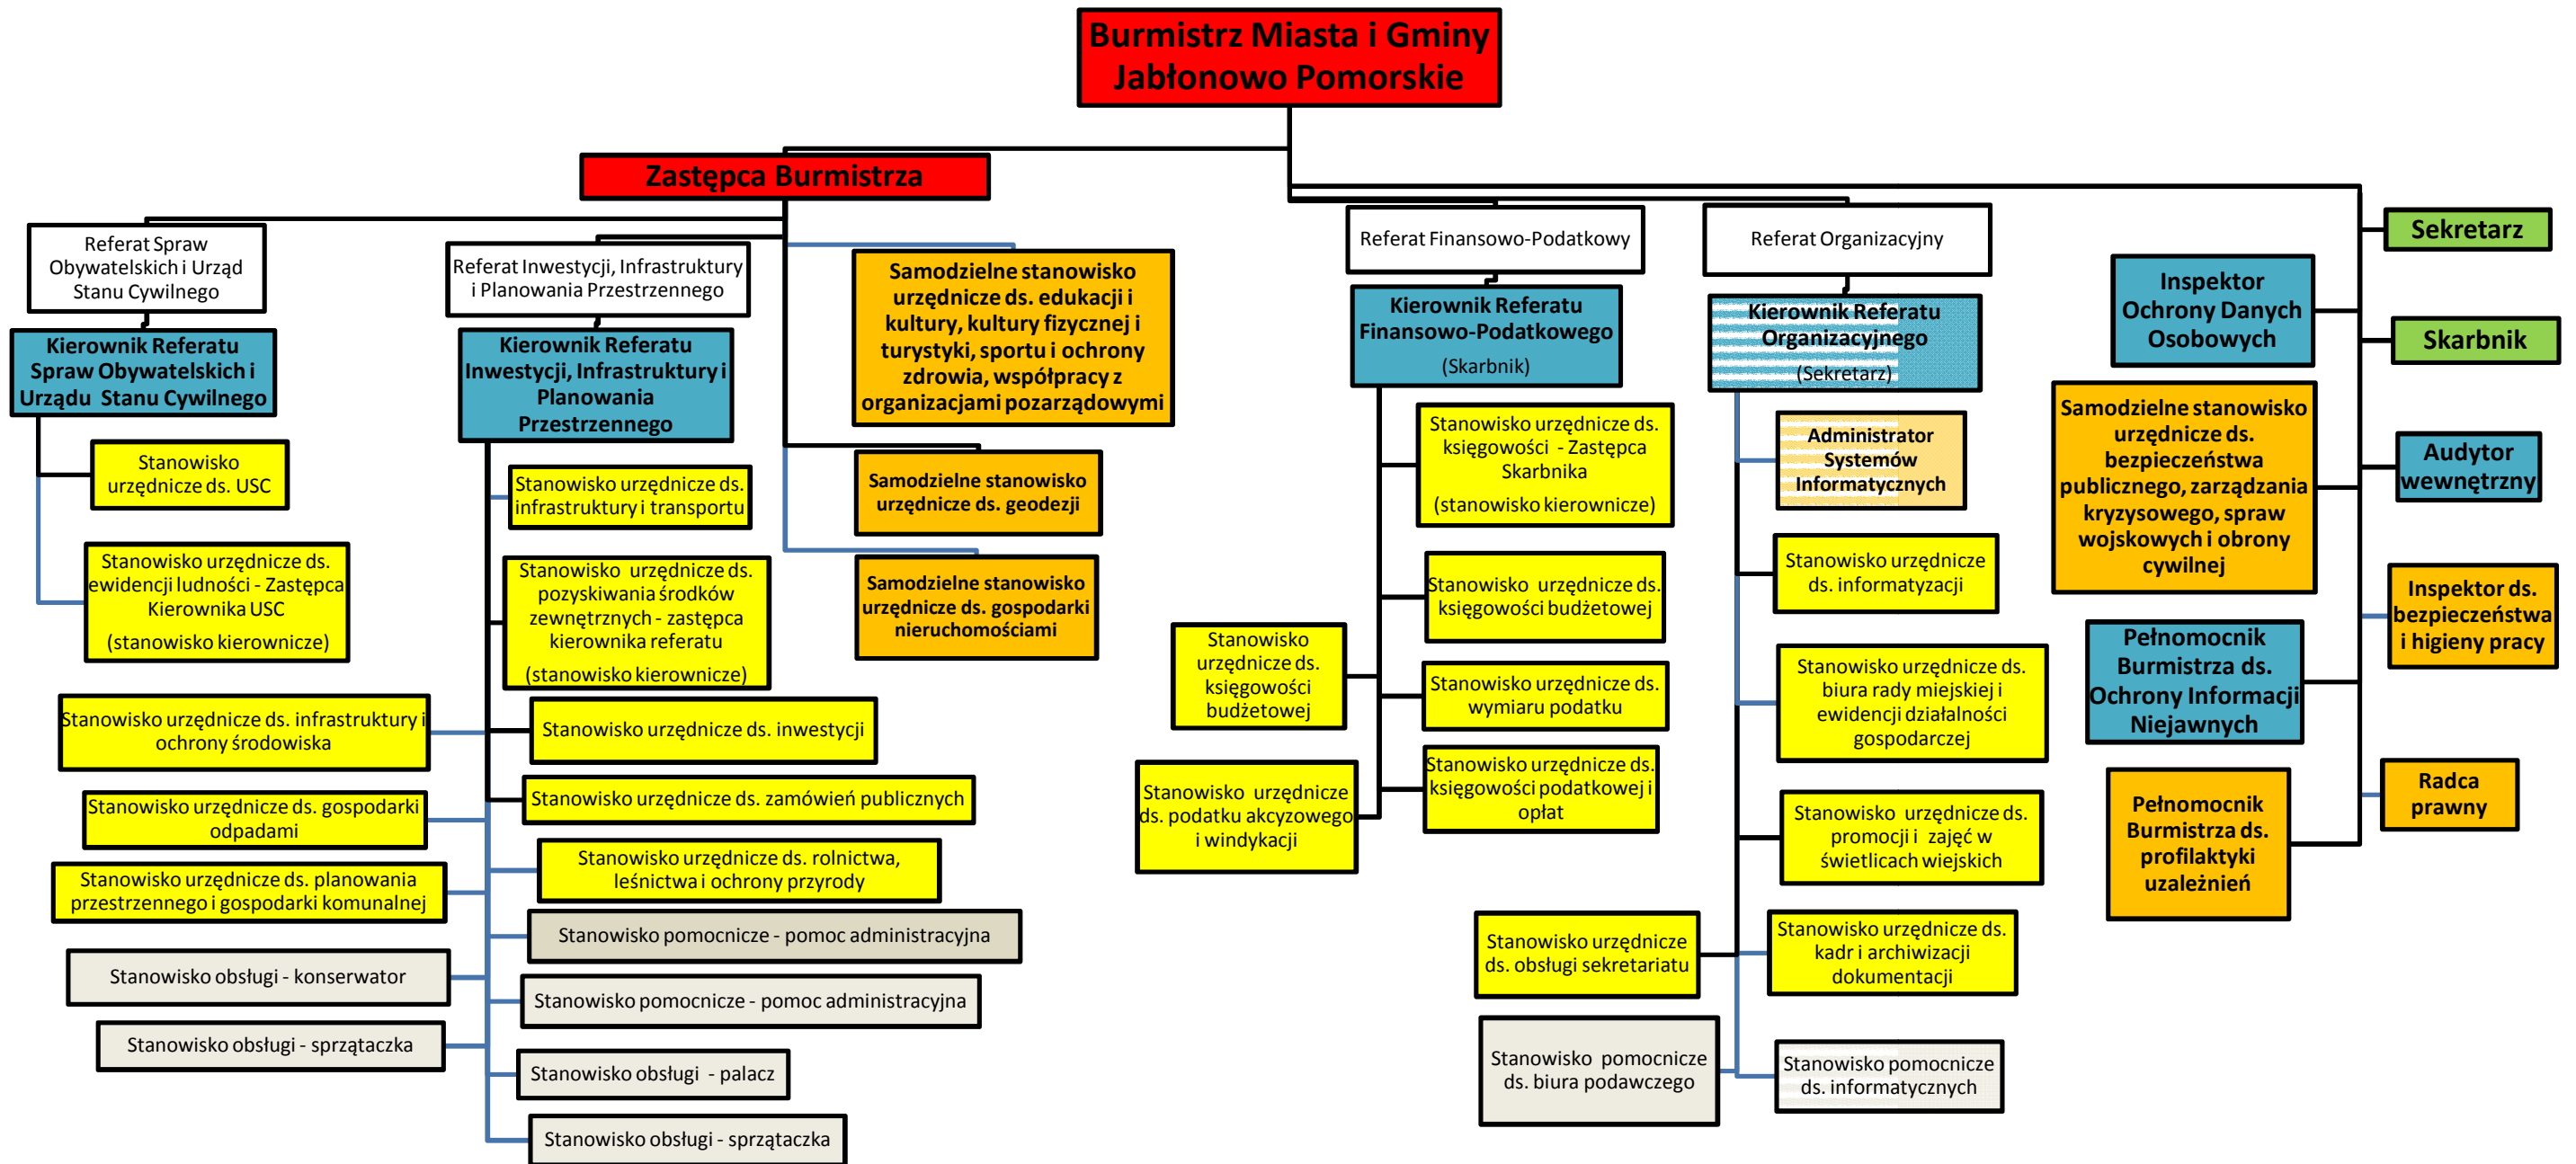 Burmistrz Miasta i Gminy
Jabłonowo Pomorskie
Zastępca Burmistrza
Referat Spraw
Obywatelskich i Urząd
Stanu Cywilnego
Kierownik Referatu
Spraw Obywatelskich i
Urzędu Stanu Cywilnego
Stanowisko
urzędnicze ds. USC
Stanowisko urzędnicze ds.
ewidencji ludności - Zastępca
Kierownika USC
(stanowisko kierownicze)
Referat Inwestycji, Infrastruktury
i Planowania Przestrzennego
Kierownik Referatu
Inwestycji, Infrastruktury i
Planowania
Przestrzennego
Stanowisko urzędnicze ds.
infrastruktury i transportu
Stanowisko urzędnicze ds.
pozyskiwania środków
zewnętrznych - zastępca
kierownika referatu
(stanowisko kierownicze)
Stanowisko urzędnicze ds. infrastruktury i
ochrony środowiska
Stanowisko urzędnicze ds. inwestycji
Stanowisko urzędnicze ds. gospodarki
odpadami
Stanowisko urzędnicze ds. zamówień publicznych
Stanowisko urzędnicze ds. planowania
przestrzennego i gospodarki komunalnej
Stanowisko urzędnicze ds. rolnictwa,
leśnictwa i ochrony przyrody
Stanowisko pomocnicze - pomoc administracyjna
Stanowisko obsługi - konserwator
Stanowisko pomocnicze - pomoc administracyjna
Stanowisko obsługi - sprzątaczka
Stanowisko obsługi - palacz
Stanowisko obsługi - sprzątaczka
Samodzielne stanowisko
urzędnicze ds. edukacji i
kultury, kultury fizycznej i
turystyki, sportu i ochrony
zdrowia, współpracy z
organizacjami pozarządowymi
Samodzielne stanowisko
urzędnicze ds. geodezji
Samodzielne stanowisko
urzędnicze ds. gospodarki
nieruchomościami
Referat Finansowo-Podatkowy
Kierownik Referatu
Finansowo-Podatkowego
(Skarbnik)
Stanowisko urzędnicze ds.
księgowości - Zastępca
Skarbnika
(stanowisko kierownicze)
Stanowisko urzędnicze ds.
księgowości budżetowej
Stanowisko
urzędnicze ds.
księgowości
budżetowej
Stanowisko urzędnicze ds.
wymiaru podatku
Stanowisko urzędnicze
ds. podatku akcyzowego
i windykacji
Stanowisko urzędnicze ds.
księgowości podatkowej i
opłat
Referat Organizacyjny
Kierownik Referatu
Organizacyjnego
(Sekretarz)
Administrator
Systemów
Informatycznych
Stanowisko urzędnicze
ds. informatyzacji
Stanowisko urzędnicze ds.
biura rady miejskiej i
ewidencji działalności
gospodarczej
Stanowisko urzędnicze ds.
promocji i zajęć w
świetlicach wiejskich
Stanowisko urzędnicze
ds. obsługi sekretariatu
Stanowisko urzędnicze ds.
kadr i archiwizacji
dokumentacji
Stanowisko pomocnicze
ds. biura podawczego
Stanowisko pomocnicze
ds. informatycznych
Inspektor
Ochrony Danych
Osobowych
Samodzielne stanowisko
urzędnicze ds.
bezpieczeństwa
publicznego, zarządzania
kryzysowego, spraw
wojskowych i obrony
cywilnej
Pełnomocnik
Burmistrza ds.
Ochrony Informacji
Niejawnych
Pełnomocnik
Burmistrza ds.
profilaktyki
uzależnień
Sekretarz
Skarbnik
Audytor
wewnętrzny
Inspektor ds.
bezpieczeństwa
i higieny pracy
Radca
prawny